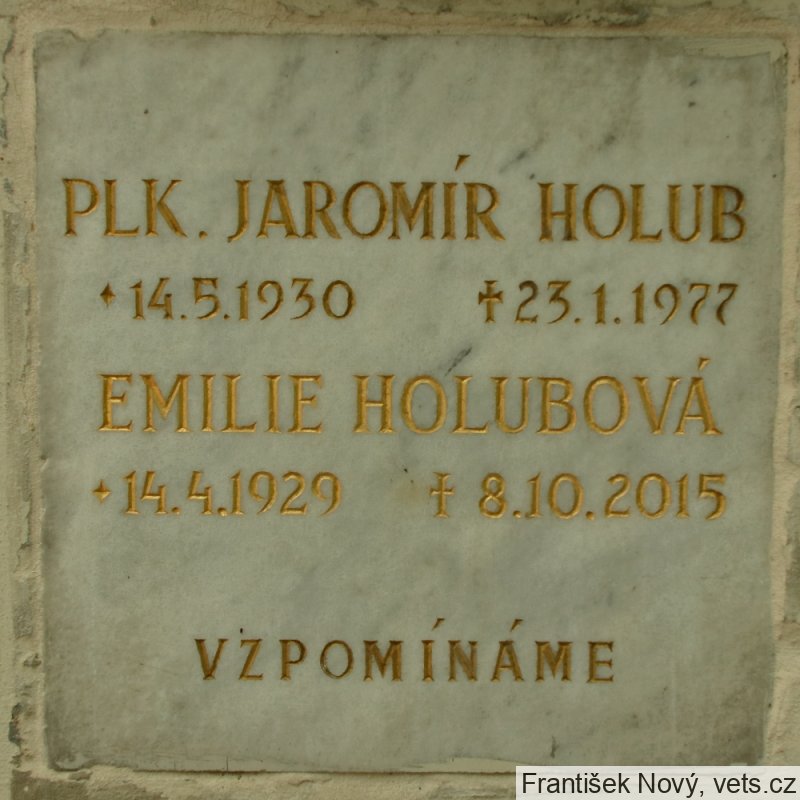 PLK. JAROMÍR HOLUB
✦14.5.1930 ✝23.1.1977
EMILIE HOLUBOVÁ
✦14.4.1929 ✝8.10.2015
VZPOMÍNÁME
František Nový, vets.cz